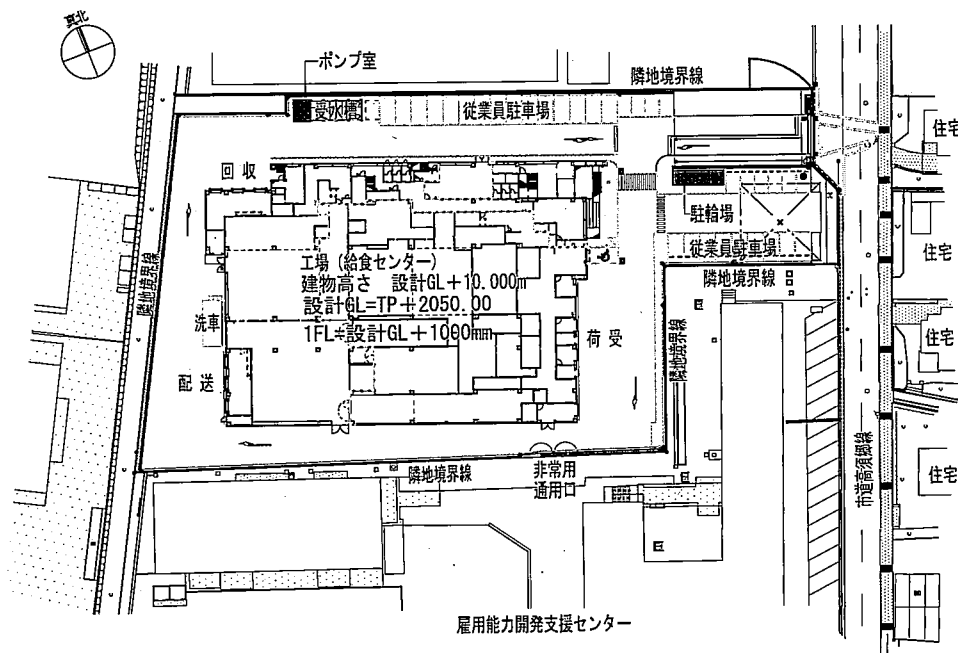 真北
ポンプ室
隣地境界線
受水槽
従業員駐車場
住宅
回収
駐輪場
従業員駐車場
住宅
隣地境界線
工場（給食センター）
建物高さ 設計GL＋10.000m
設計GL=TP＋2050.00
1FL=設計GL＋1000mm
隣地境界線
洗車
荷受
隣地境界線
住宅
配送
隣地境界線
非常用
通用口
市道高須郷線
住宅
雇用能力開発支援センター